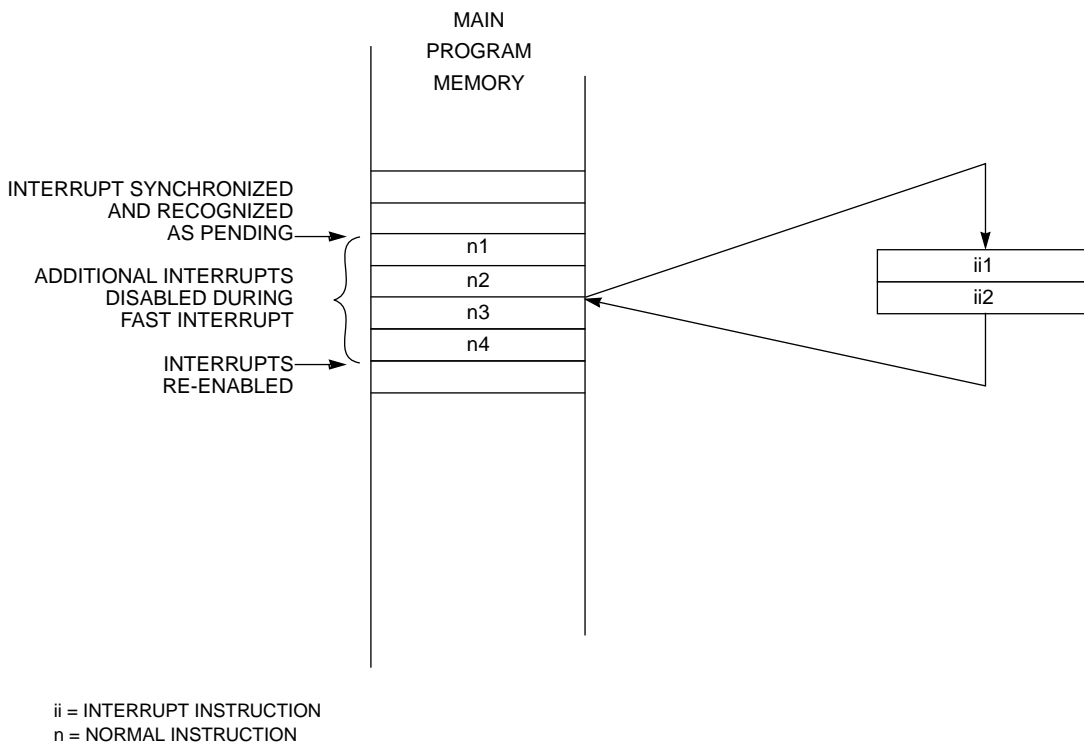 MAIN
PROGRAM
MEMORY
INTERRUPT SYNCHRONIZED
AND RECOGNIZED
AS PENDING
n1
ADDITIONAL INTERRUPTS
DISABLED DURING
FAST INTERRUPT
n2
n3
n4
INTERRUPTS
RE-ENABLED
ii1
ii2
ii = INTERRUPT INSTRUCTION
n = NORMAL INSTRUCTION